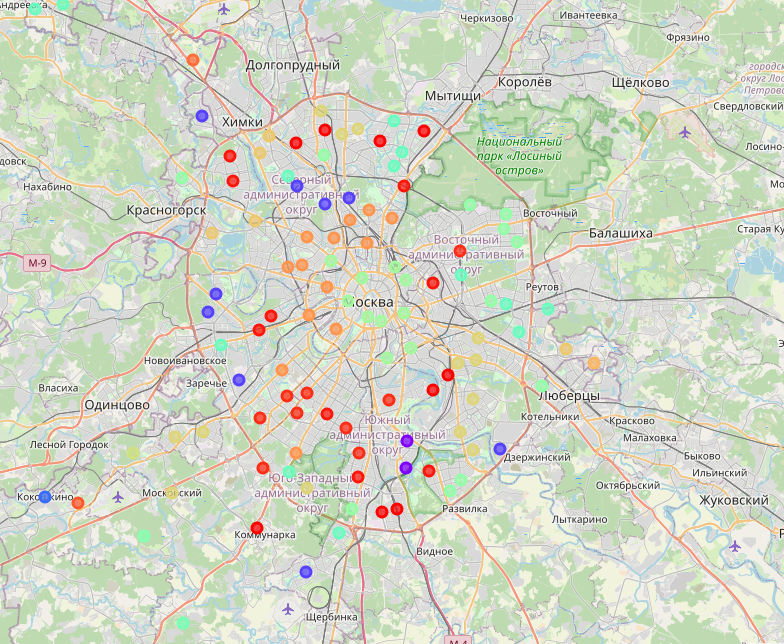 Андреевка
Черкизово
Ивантеевка
Фрязино
Долгопрудный
Королёв
Щёлково
Мытищи
Химки
Свердловский
Национальный
парк «Лосиный
остров»
Нахабино
Северный
административный
округ
Красногорск
Восточный
Балашиха
Восточный
административный
округ
М-9
Реутов
Москва
Новоивановское
Заречье
Власиха
Одинцово
Люберцы
Котельники
Красково
Малаховка
Южный
административный
округ
Лесной Городок
Дзержинский
Быково
Ильинский
Юго-Западный
административный
округ
Кокошкино
Московский
Октябрьский
Жуковский
Развилка
Лыткарино
Коммунарка
Видное
Щербинка
М-4